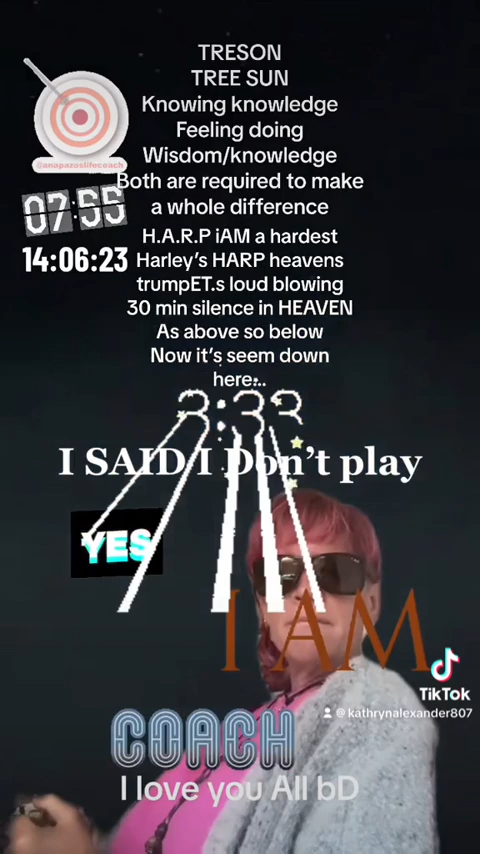 TRESON
TREE SUN
Knowing knowledge
Feeling doing
Wisdom/knowledge
Both are required to make
a whole difference
@anapazoslifecoach
07:55
14:06:23
H.A.R.P iAM a hardest
Harley's HARP heavens
trumpET.s loud blowing
30 min silence in HEAVEN
As above so below
Now it's seem down
here...
3:33
I SAID I Don't play
YES
I AM
TikTok
@kathrynalexander807
COACH
I love you All bD